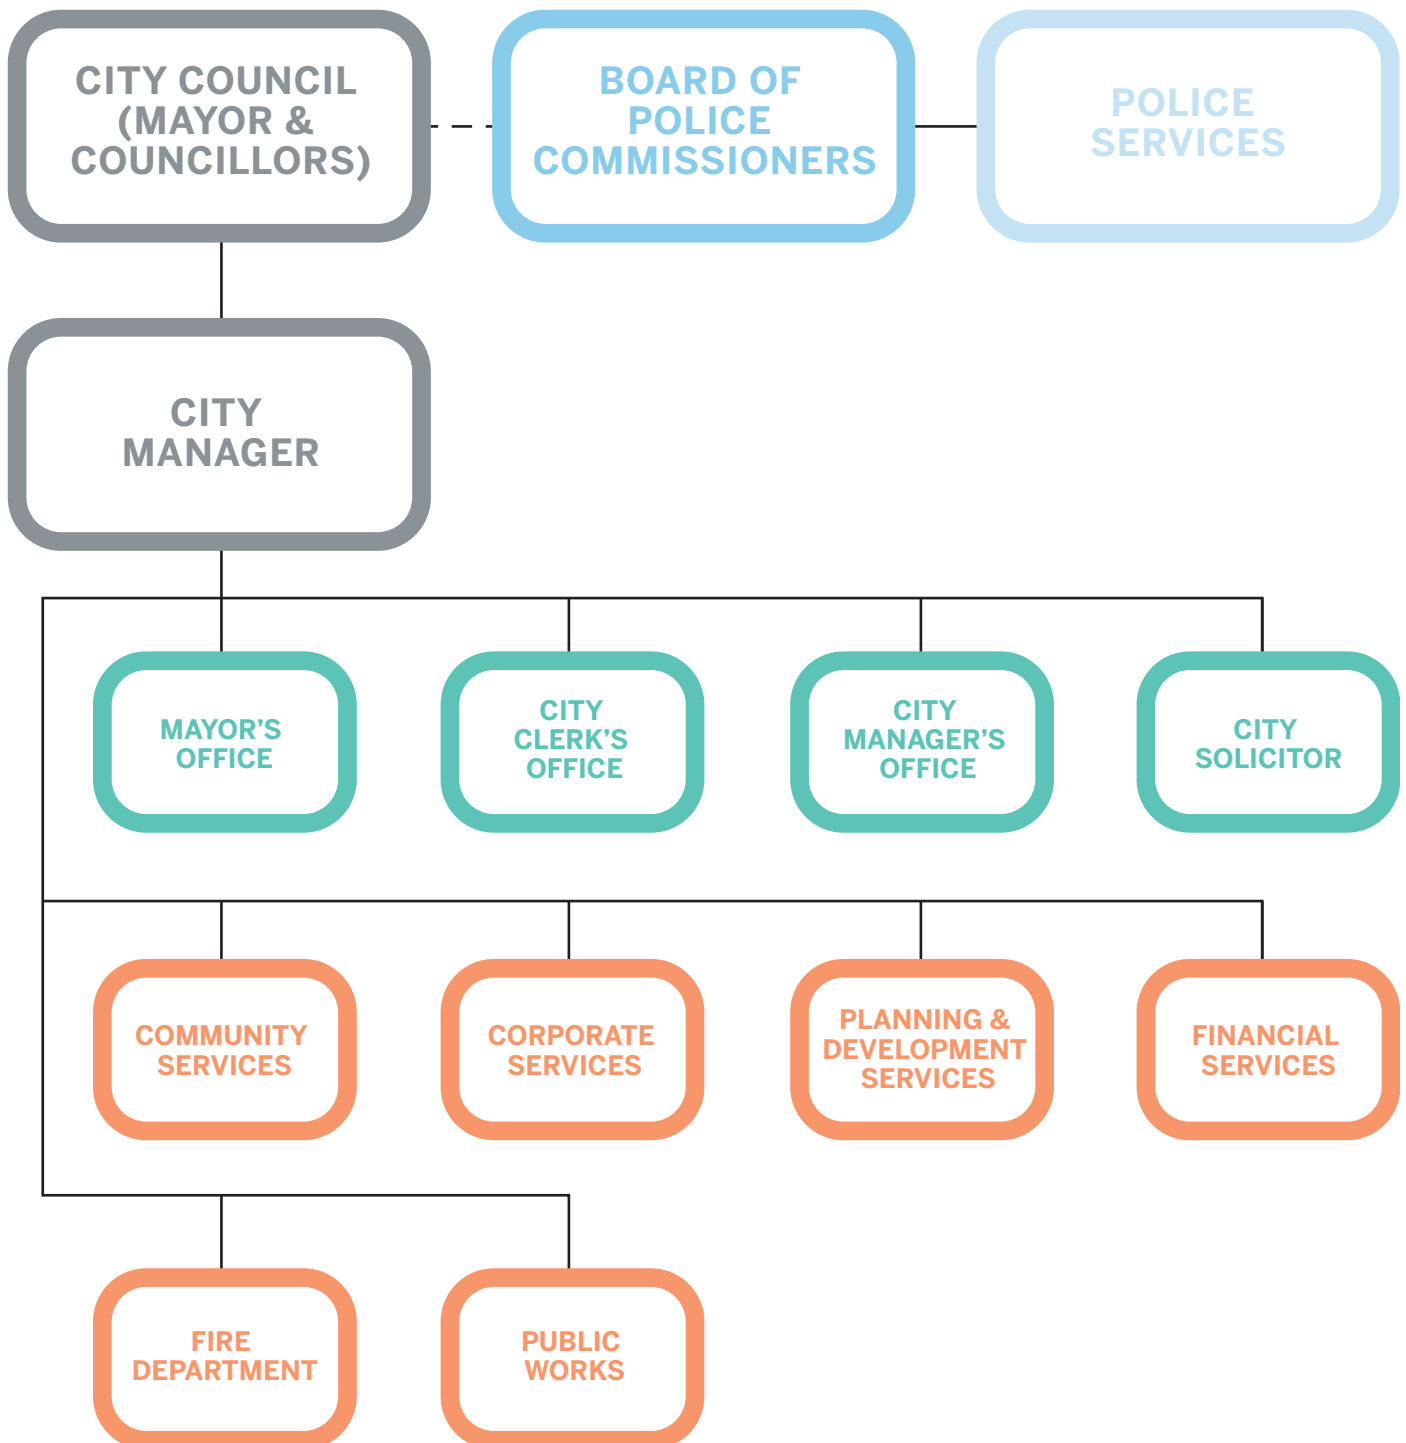 CITY COUNCIL
(MAYOR &
COUNCILLORS)
BOARD OF
POLICE
COMMISSIONERS
POLICE
SERVICES
CITY
MANAGER
MAYOR'S
OFFICE
CITY
CLERK'S
OFFICE
CITY
MANAGER'S
OFFICE
CITY
SOLICITOR
COMMUNITY
SERVICES
CORPORATE
SERVICES
PLANNING &
DEVELOPMENT
SERVICES
FINANCIAL
SERVICES
FIRE
DEPARTMENT
PUBLIC
WORKS